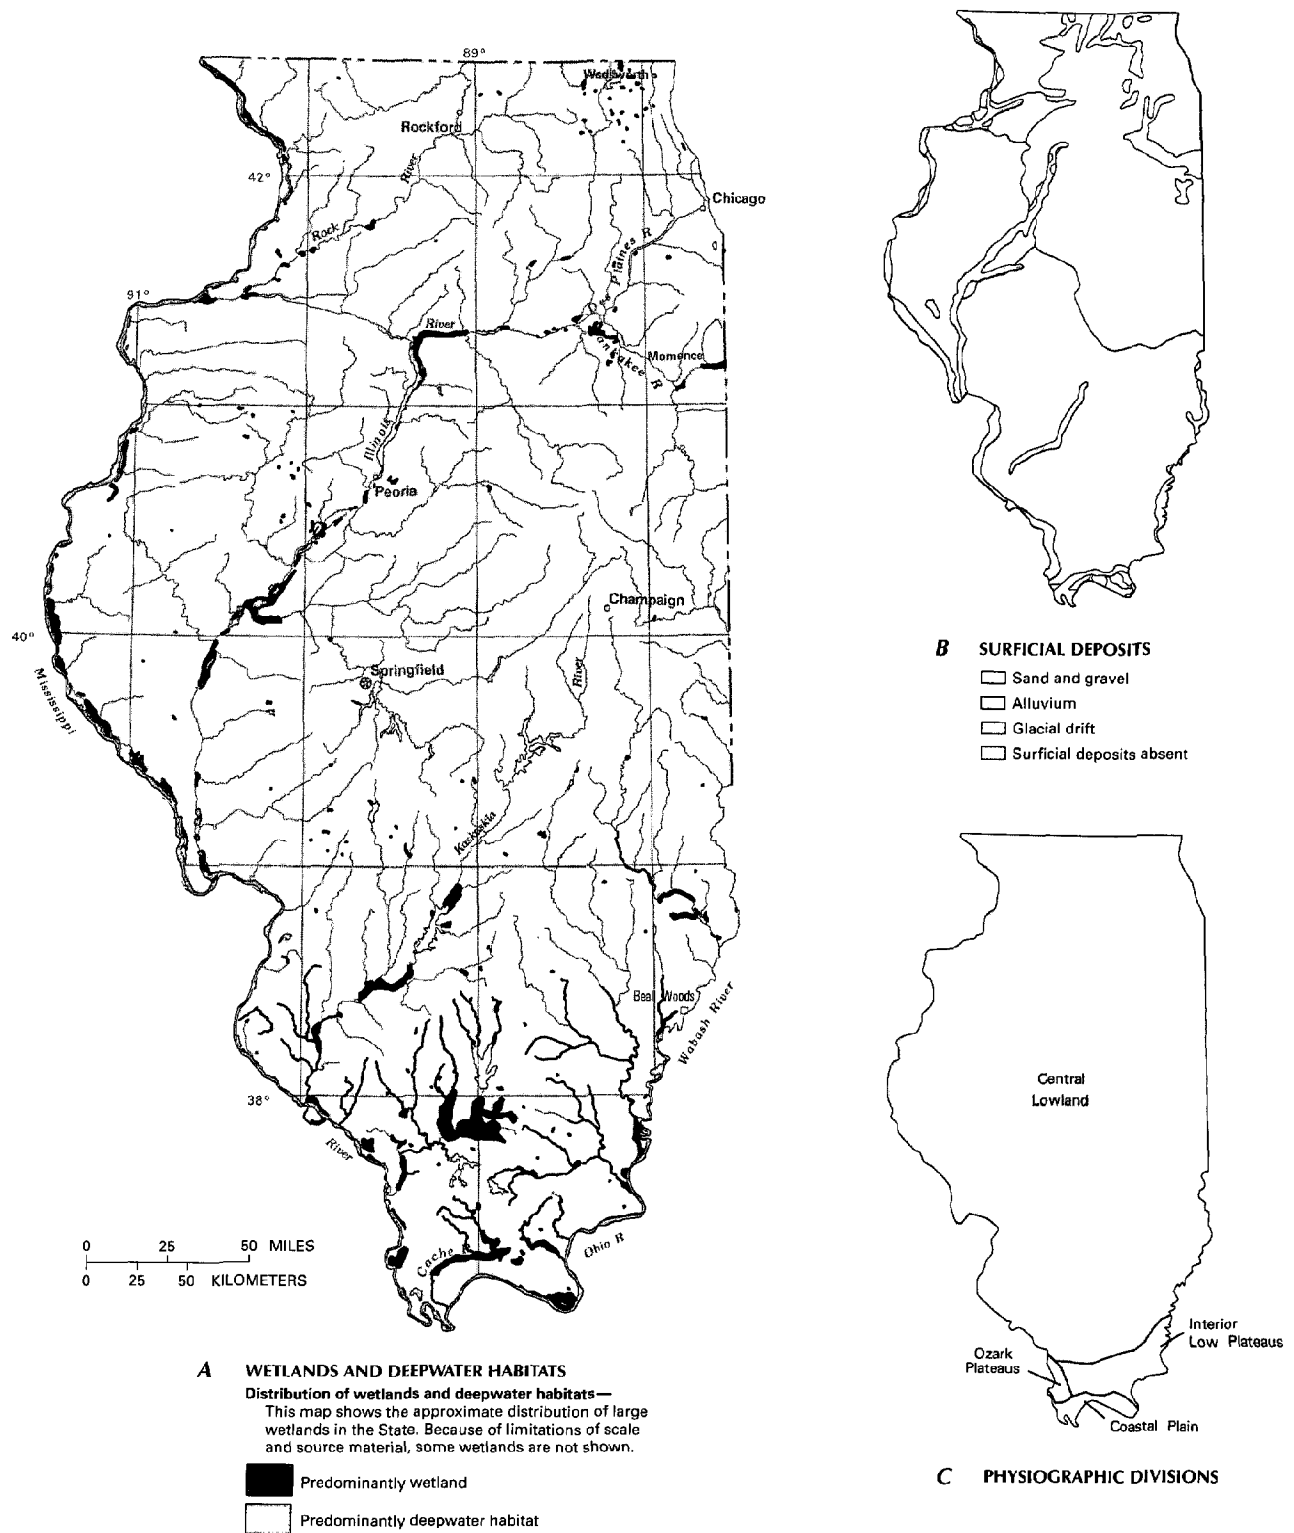 89°
Wadsworth
Rockford
River
42°
Chicago
Rock
Des Plaines R
91°
River
Kankakee R
Momence
Illinois
Peoria
Champaign
40°
Springfield
River
Mississippi
Kaskaskia
Beal Woods
Wabash River
38°
River
Cache R
Ohio R
0 25 50 MILES
0 25 50 KILOMETERS
A WETLANDS AND DEEPWATER HABITATS
Distribution of wetlands and deepwater habitats—
This map shows the approximate distribution of large
wetlands in the State. Because of limitations of scale
and source material, some wetlands are not shown.
Predominantly wetland
Predominantly deepwater habitat
B SURFICIAL DEPOSITS
Sand and gravel
Alluvium
Glacial drift
Surficial deposits absent
Central
Lowland
Interior
Low Plateaus
Ozark
Plateaus
Coastal Plain
C PHYSIOGRAPHIC DIVISIONS